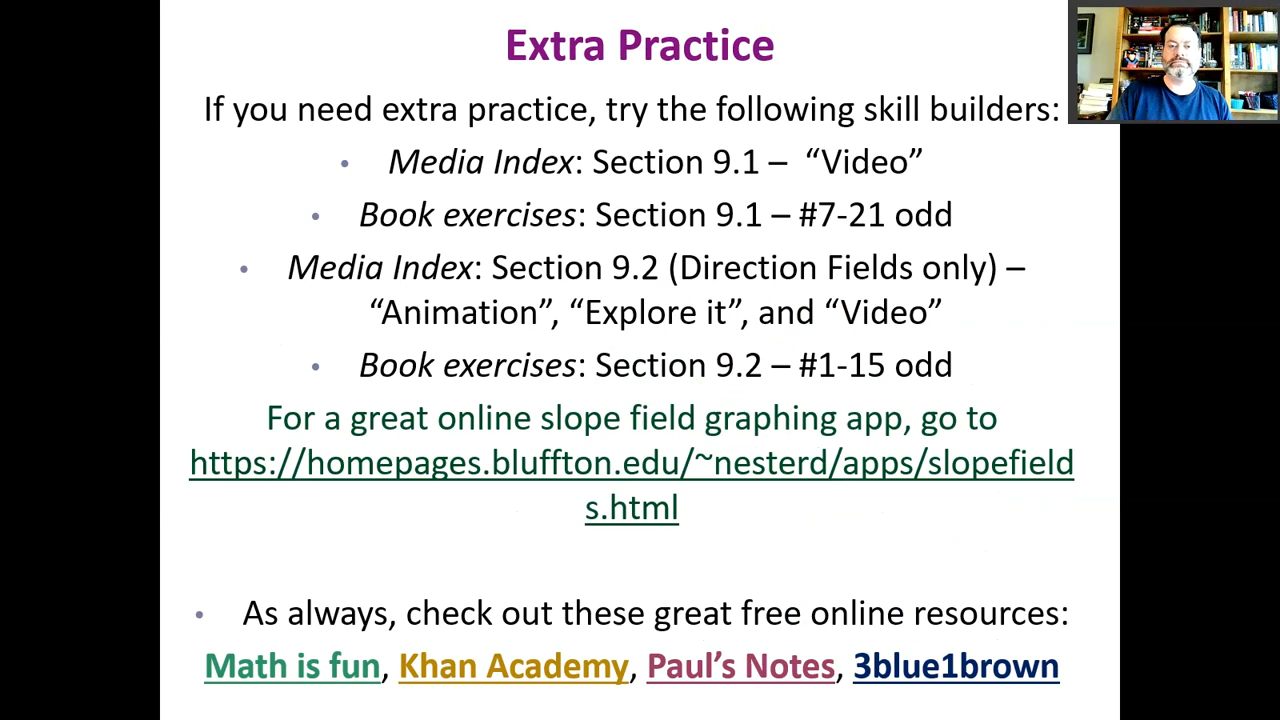 Extra Practice
If you need extra practice, try the following skill builders:
• Media Index: Section 9.1 – “Video”
• Book exercises: Section 9.1 – #7-21 odd
• Media Index: Section 9.2 (Direction Fields only) –
“Animation”, “Explore it”, and “Video”
• Book exercises: Section 9.2 – #1-15 odd
For a great online slope field graphing app, go to
https://homepages.bluffton.edu/~nesterd/apps/slopefield
s.html
• As always, check out these great free online resources:
Math is fun, Khan Academy, Paul’s Notes, 3blue1brown